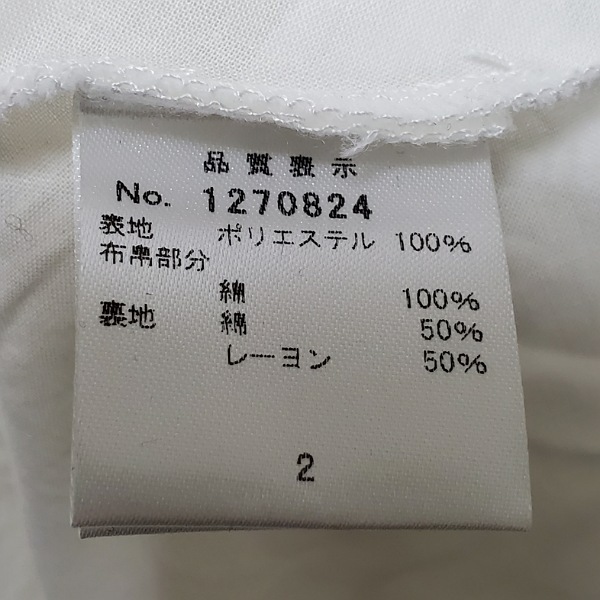 品質表示
No. 1270824
表地 ポリエステル 100%
布帛部分
綿 100%
裏地 綿 50%
レーヨン 50%
2